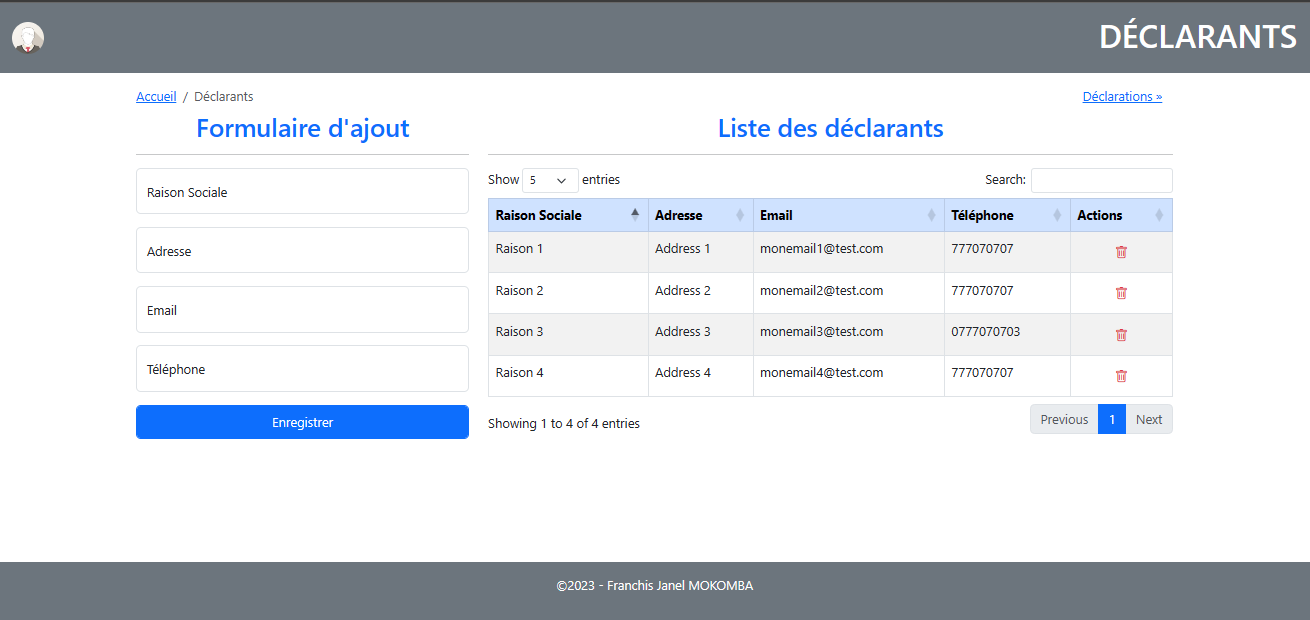 DÉCLARANTS
Accueil / Déclarants
Déclarations »
Formulaire d'ajout
Raison Sociale
Adresse
Email
Téléphone
Enregistrer
Liste des déclarants
Show 5 entries
Search:
Raison Sociale Adresse Email Téléphone Actions
Raison 1 Address 1 monemail1@test.com 777070707
Raison 2 Address 2 monemail2@test.com 777070707
Raison 3 Address 3 monemail3@test.com 0777070703
Raison 4 Address 4 monemail4@test.com 777070707
Showing 1 to 4 of 4 entries
Previous 1 Next
©2023 - Franchis Janel MOKOMBA